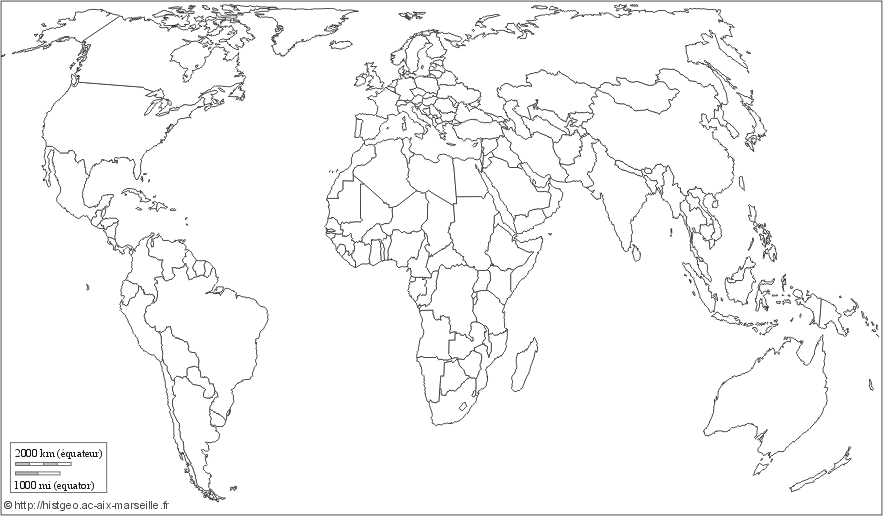 2000 km (équateur)
1000 mi (equator)
© http://histgeo.ac-aix-marseille.fr